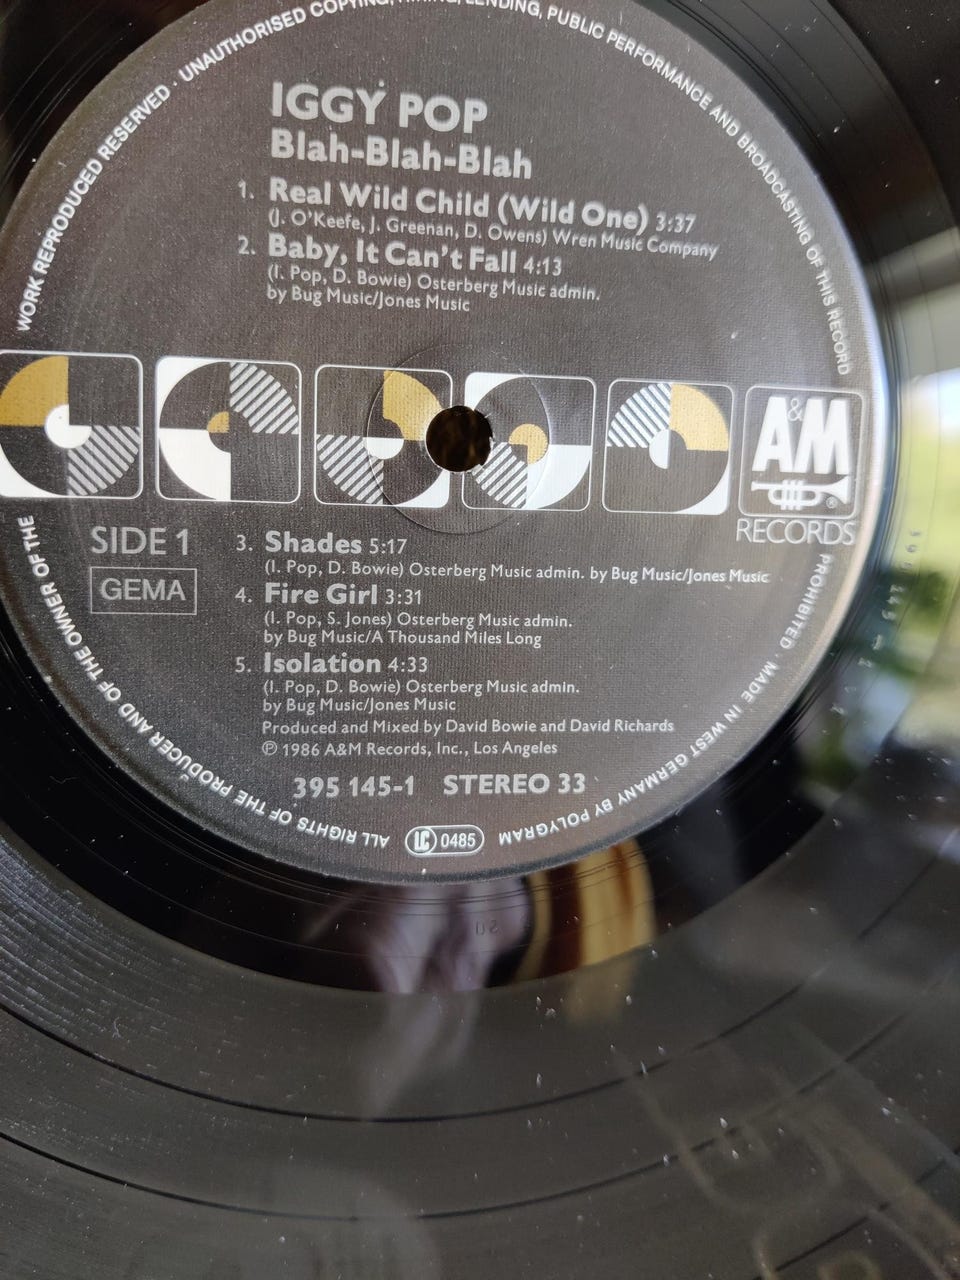 WORK REPRODUCED RESERVED · UNAUTHORISED COPYING, HIRING, LENDING, PUBLIC PERFORMANCE AND BROADCASTING OF THIS RECORD
IGGY POP
Blah-Blah-Blah
1. Real Wild Child (Wild One) 3:37
(J. O'Keefe, J. Greenan, D. Owens) Wren Music Company
2. Baby, It Can't Fall 4:13
(I. Pop, D. Bowie) Osterberg Music admin.
by Bug Music/Jones Music
A&M
®
RECORDS
SIDE 1
GEMA
3. Shades 5:17
(I. Pop, D. Bowie) Osterberg Music admin. by Bug Music/Jones Music
4. Fire Girl 3:31
(I. Pop, S. Jones) Osterberg Music admin.
by Bug Music/A Thousand Miles Long
5. Isolation 4:33
(I. Pop, D. Bowie) Osterberg Music admin.
by Bug Music/Jones Music
Produced and Mixed by David Bowie and David Richards
℗ 1986 A&M Records, Inc., Los Angeles
395 145-1 STEREO 33
PROHIBITED · MADE IN WEST GERMANY BY POLYGRAM
LC 0485
ALL RIGHTS OF THE PRODUCER AND OF THE OWNER OF THE